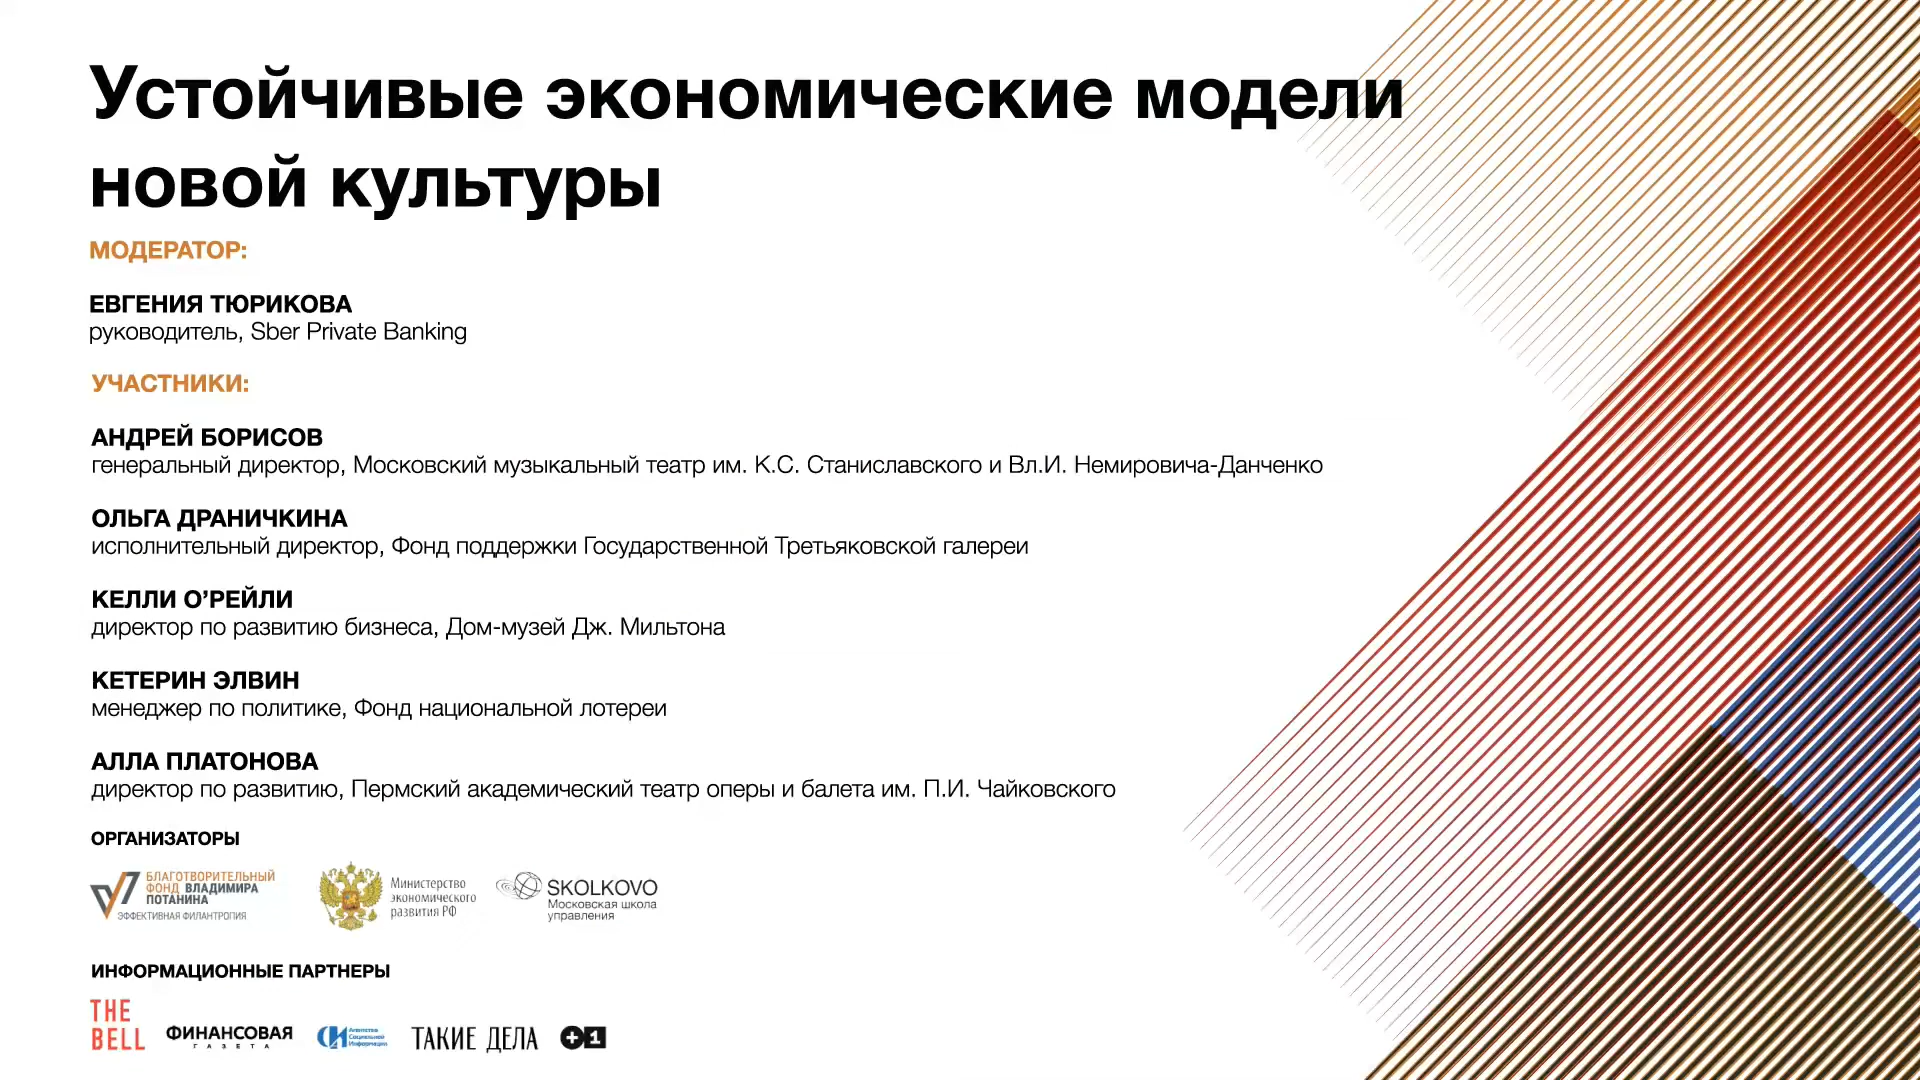 Устойчивые экономические модели
новой культуры
МОДЕРАТОР:
ЕВГЕНИЯ ТЮРИКОВА
руководитель, Sber Private Banking
УЧАСТНИКИ:
АНДРЕЙ БОРИСОВ
генеральный директор, Московский музыкальный театр им. К.С. Станиславского и Вл.И. Немировича-Данченко
ОЛЬГА ДРАНИЧКИНА
исполнительный директор, Фонд поддержки Государственной Третьяковской галереи
КЕЛЛИ О’РЕЙЛИ
директор по развитию бизнеса, Дом-музей Дж. Мильтона
КЕТЕРИН ЭЛВИН
менеджер по политике, Фонд национальной лотереи
АЛЛА ПЛАТОНОВА
директор по развитию, Пермский академический театр оперы и балета им. П.И. Чайковского
ОРГАНИЗАТОРЫ
БЛАГОТВОРИТЕЛЬНЫЙ
ФОНД ВЛАДИМИРА
ПОТАНИНА
ЭФФЕКТИВНАЯ ФИЛАНТРОПИЯ
Министерство
экономического
развития РФ
SKOLKOVO
Московская школа
управления
ИНФОРМАЦИОННЫЕ ПАРТНЕРЫ
THE
BELL
ФИНАНСОВАЯ
ГАЗЕТА
СИ
Агентство
Социальной
Информации
ТАКИЕ ДЕЛА
+1